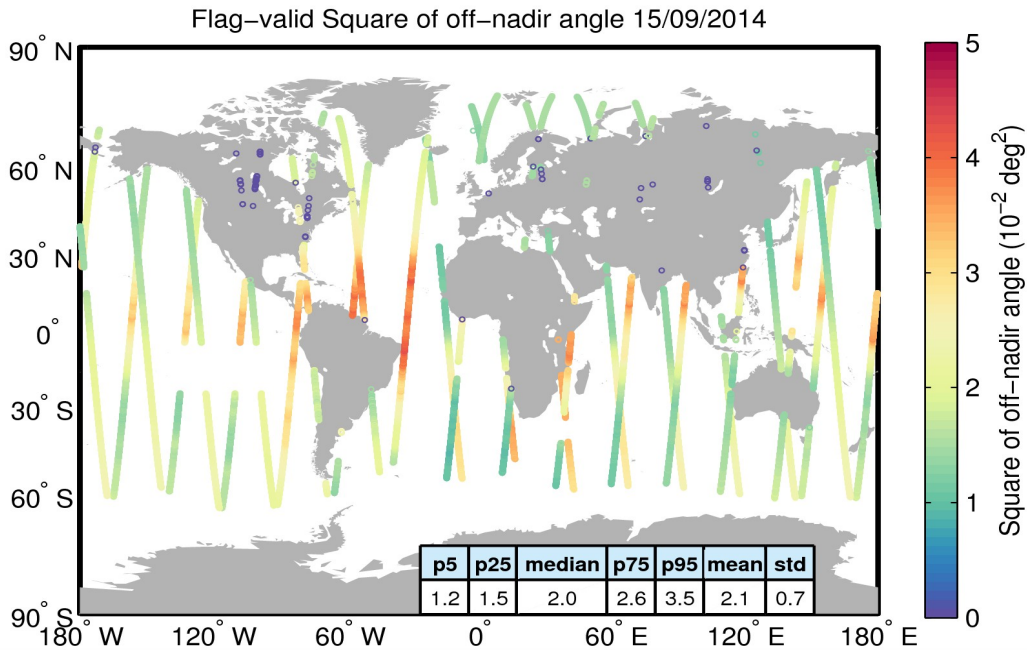 Flag−valid Square of off−nadir angle 15/09/2014
90° N
60° N
30° N
0°
30° S
60° S
90° S
180° W
120° W
60° W
0°
60° E
120° E
180° E
p5 p25 median p75 p95 mean std
1.2 1.5 2.0 2.6 3.5 2.1 0.7
5
4
3
2
1
0
Square of off−nadir angle (10⁻² deg²)